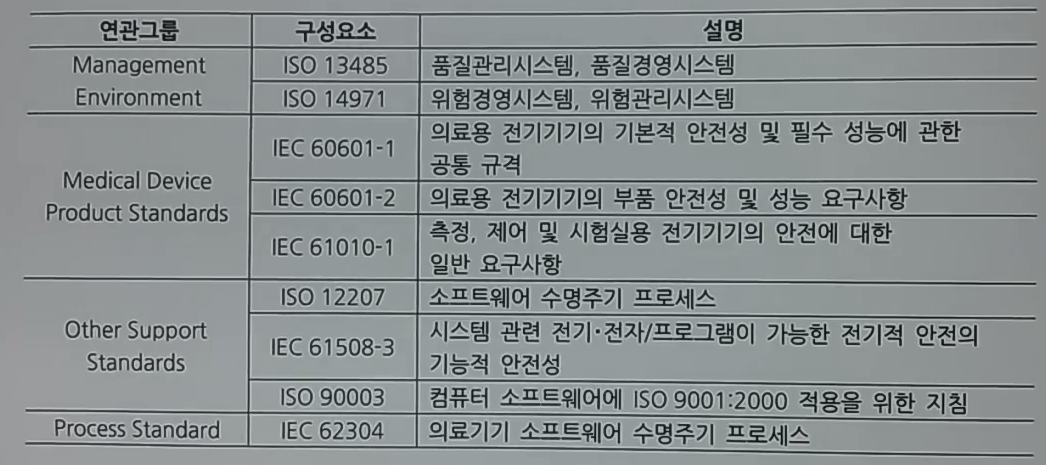 연관그룹 구성요소 설명
Management Environment ISO 13485 품질관리시스템, 품질경영시스템
ISO 14971 위험경영시스템, 위험관리시스템
Medical Device Product Standards IEC 60601-1 의료용 전기기기의 기본적 안전성 및 필수 성능에 관한
공통 규격
IEC 60601-2 의료용 전기기기의 부품 안전성 및 성능 요구사항
IEC 61010-1 측정, 제어 및 시험실용 전기기기의 안전에 대한
일반 요구사항
Other Support Standards ISO 12207 소프트웨어 수명주기 프로세스
IEC 61508-3 시스템 관련 전기·전자/프로그램이 가능한 전기적 안전의
기능적 안전성
ISO 90003 컴퓨터 소프트웨어에 ISO 9001:2000 적용을 위한 지침
Process Standard IEC 62304 의료기기 소프트웨어 수명주기 프로세스